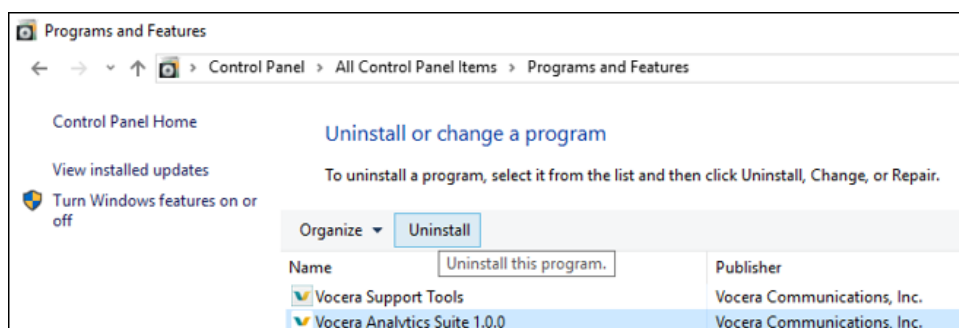 Programs and Features
Control Panel > All Control Panel Items > Programs and Features
Control Panel Home
Uninstall or change a program
View installed updates
To uninstall a program, select it from the list and then click Uninstall, Change, or Repair.
Turn Windows features on or
off
Organize Uninstall
Name Uninstall this program. Publisher
Vocera Support Tools Vocera Communications, Inc.
Vocera Analytics Suite 1.0.0 Vocera Communications, Inc.